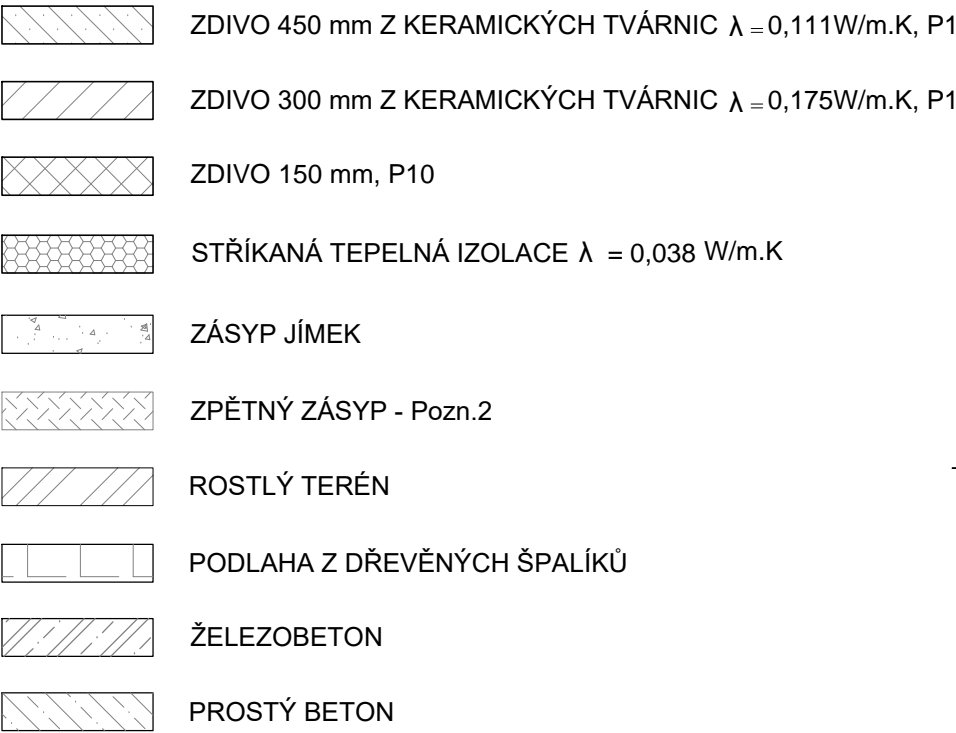 ZDIVO 450 mm Z KERAMICKÝCH TVÁRNIC λ = 0,111W/m.K, P1
ZDIVO 300 mm Z KERAMICKÝCH TVÁRNIC λ = 0,175W/m.K, P1
ZDIVO 150 mm, P10
STŘÍKANÁ TEPELNÁ IZOLACE λ = 0,038 W/m.K
ZÁSYP JÍMEK
ZPĚTNÝ ZÁSYP - Pozn.2
ROSTLÝ TERÉN
PODLAHA Z DŘEVĚNÝCH ŠPALÍKŮ
ŽELEZOBETON
PROSTÝ BETON